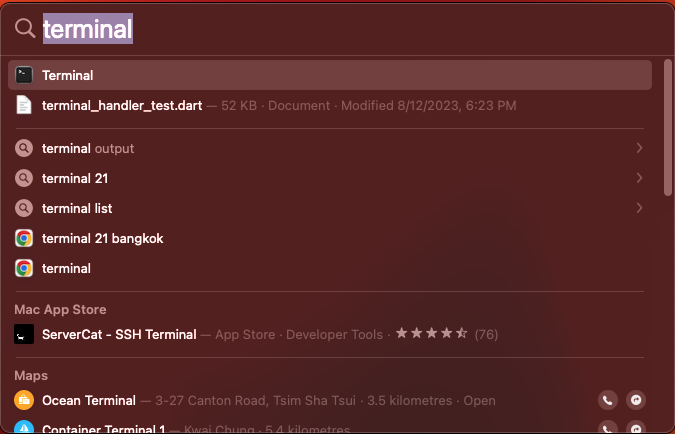 terminal
Terminal
terminal_handler_test.dart — 52 KB · Document · Modified 8/12/2023, 6:23 PM
terminal output
terminal 21
terminal list
terminal 21 bangkok
terminal
Mac App Store
ServerCat - SSH Terminal — App Store · Developer Tools · ★★★★⯪ (76)
Maps
Ocean Terminal — 3-27 Canton Road, Tsim Sha Tsui · 3.5 kilometres · Open
Container Terminal 1 — Kwai Chung · 5.4 kilometres